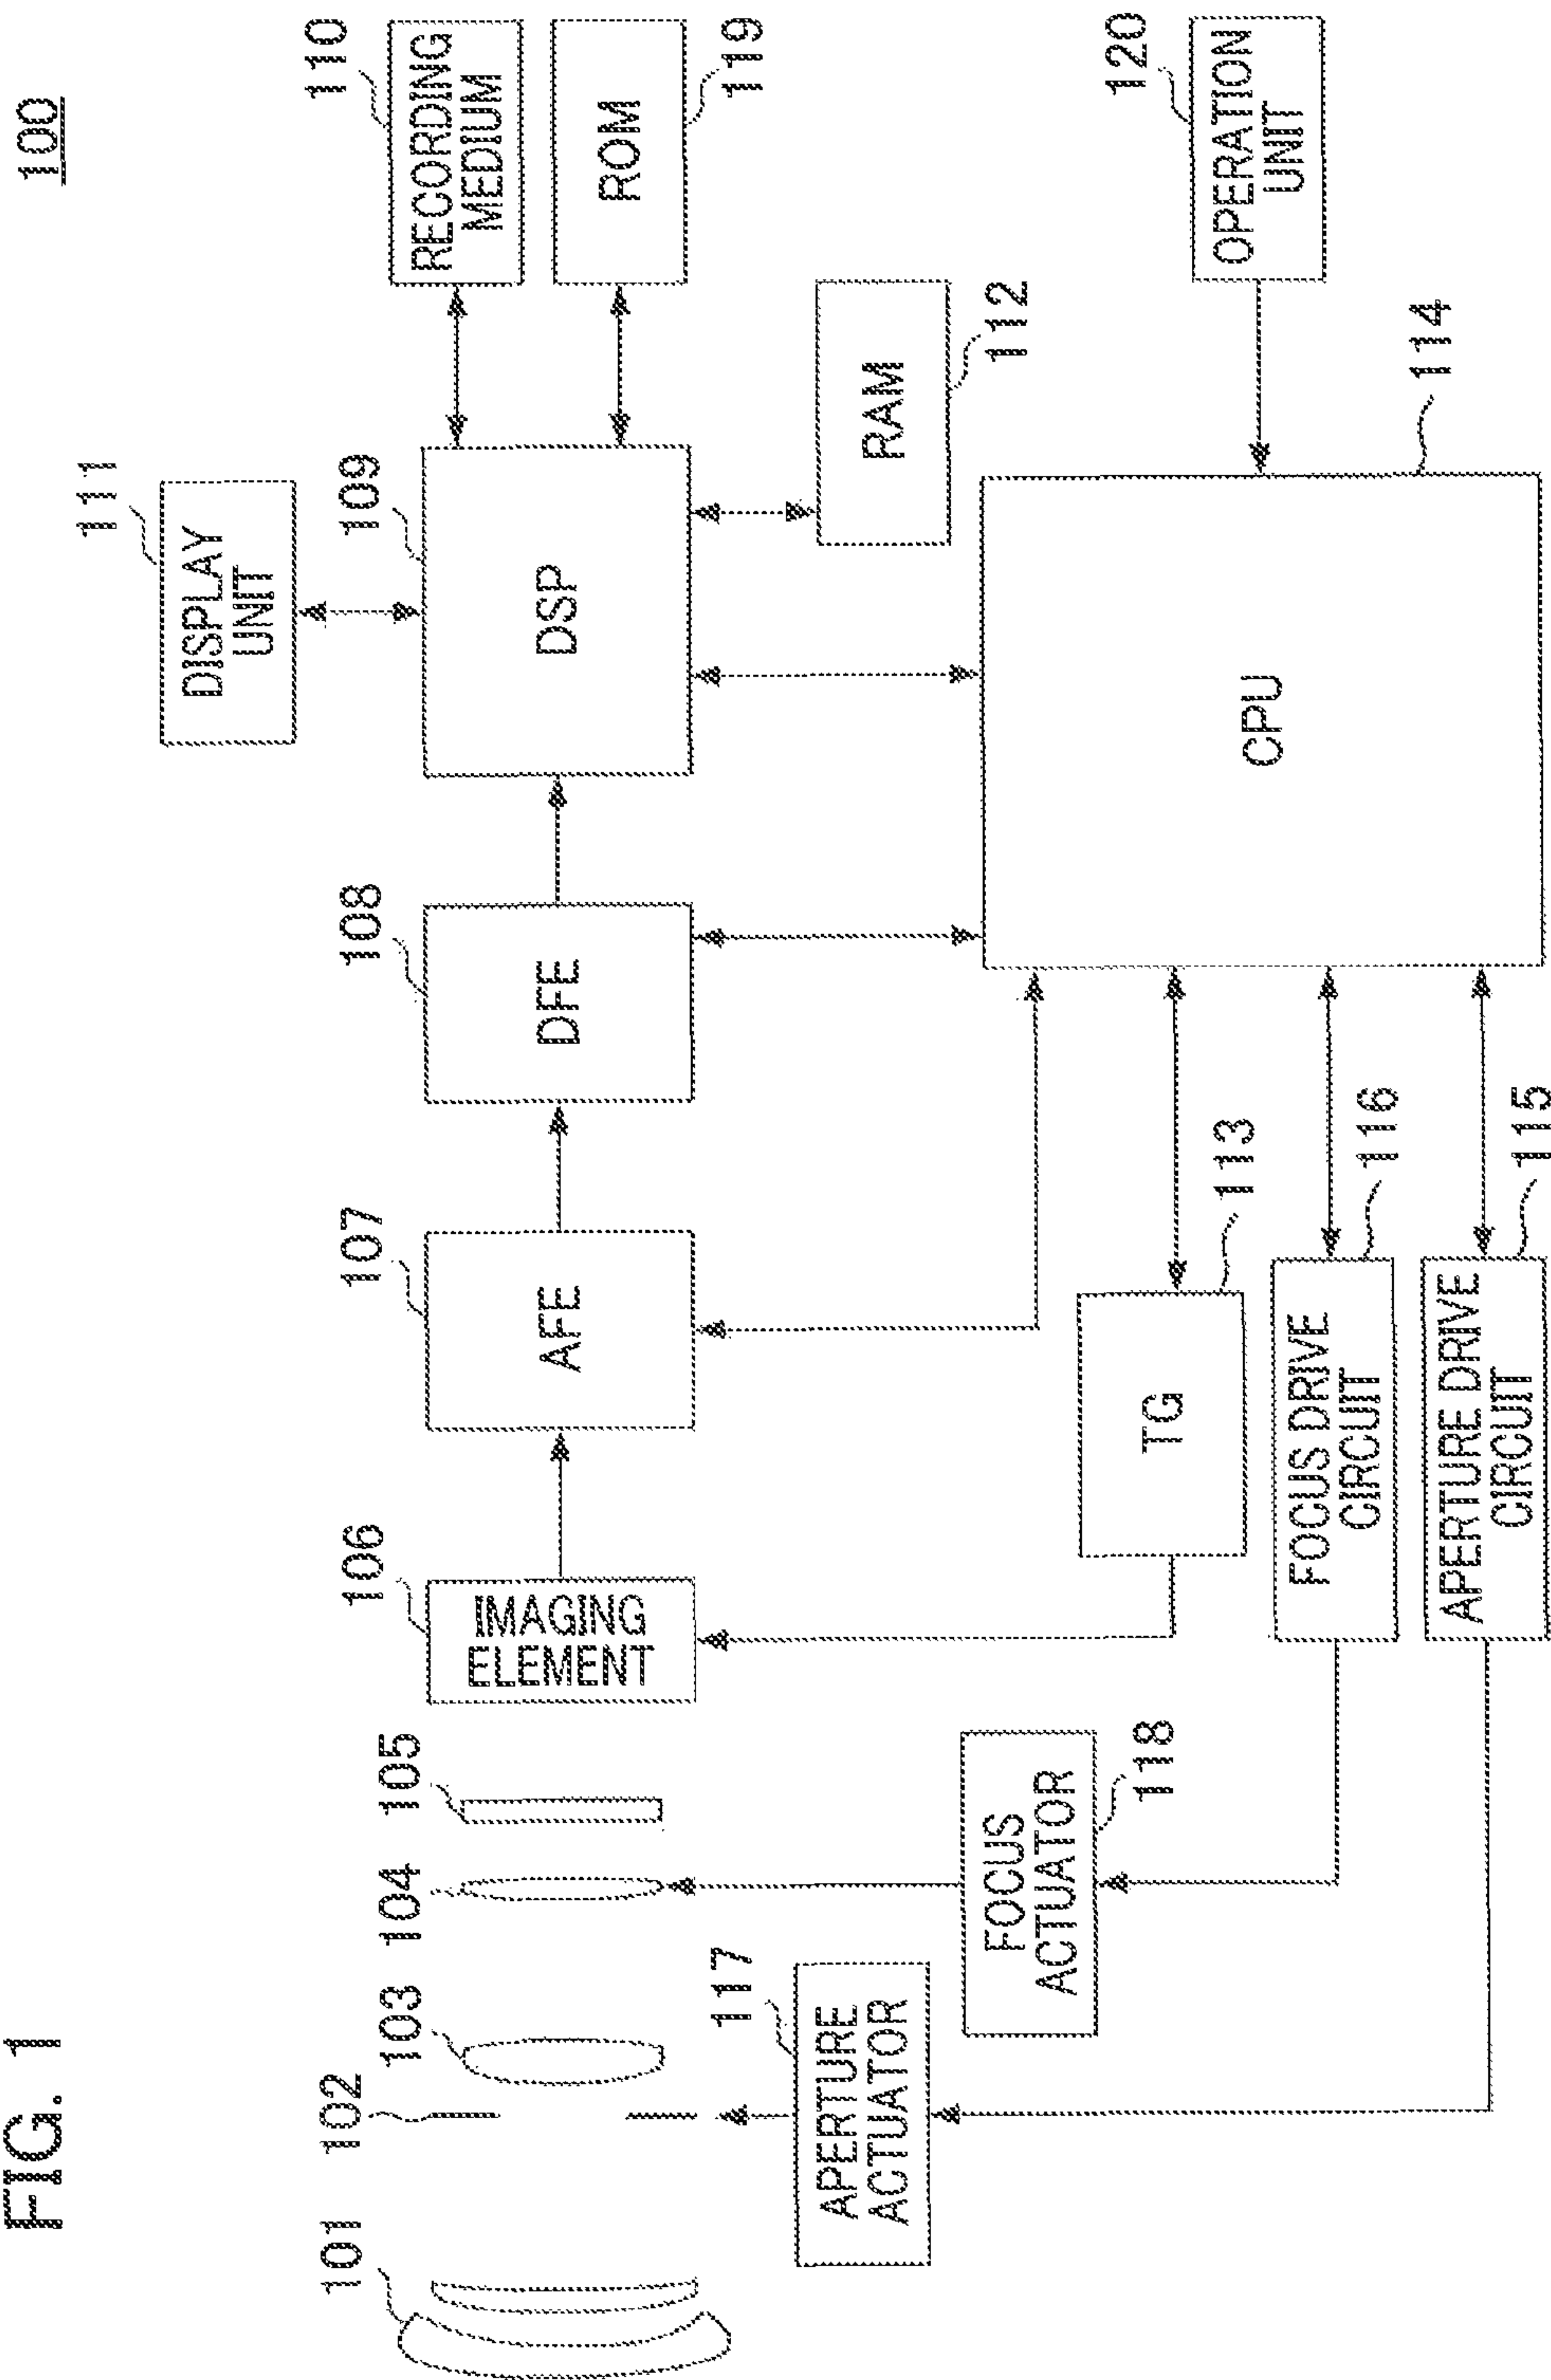 FIG. 1
100
101
102
103
104
105
106
IMAGING
ELEMENT
107
AFE
108
DFE
109
DSP
111
DISPLAY
UNIT
110
RECORDING
MEDIUM
ROM
119
RAM
112
120
OPERATION
UNIT
CPU
114
TG
113
FOCUS DRIVE
CIRCUIT
116
APERTURE DRIVE
CIRCUIT
115
117
APERTURE
ACTUATOR
FOCUS
ACTUATOR
118